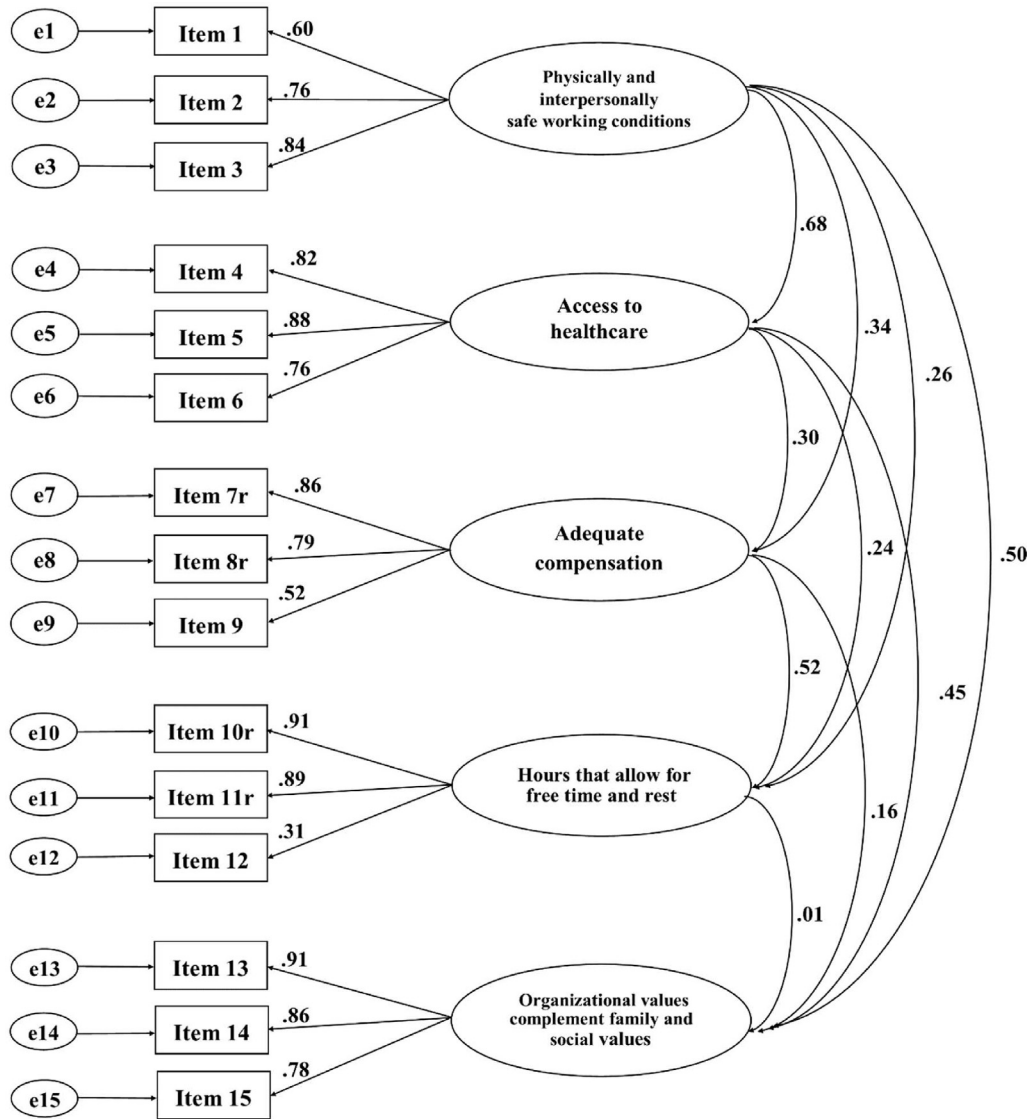 e1
Item 1
.60
Physically and
interpersonally
safe working conditions
e2
Item 2
.76
e3
Item 3
.84
.68
e4
Item 4
.82
Access to
healthcare
.34
.26
e5
Item 5
.88
e6
Item 6
.76
.30
e7
Item 7r
.86
Adequate
compensation
.24
.50
e8
Item 8r
.79
e9
Item 9
.52
.52
.45
e10
Item 10r
.91
Hours that allow for
free time and rest
e11
Item 11r
.89
.16
e12
Item 12
.31
.01
e13
Item 13
.91
Organizational values
complement family and
social values
e14
Item 14
.86
e15
Item 15
.78